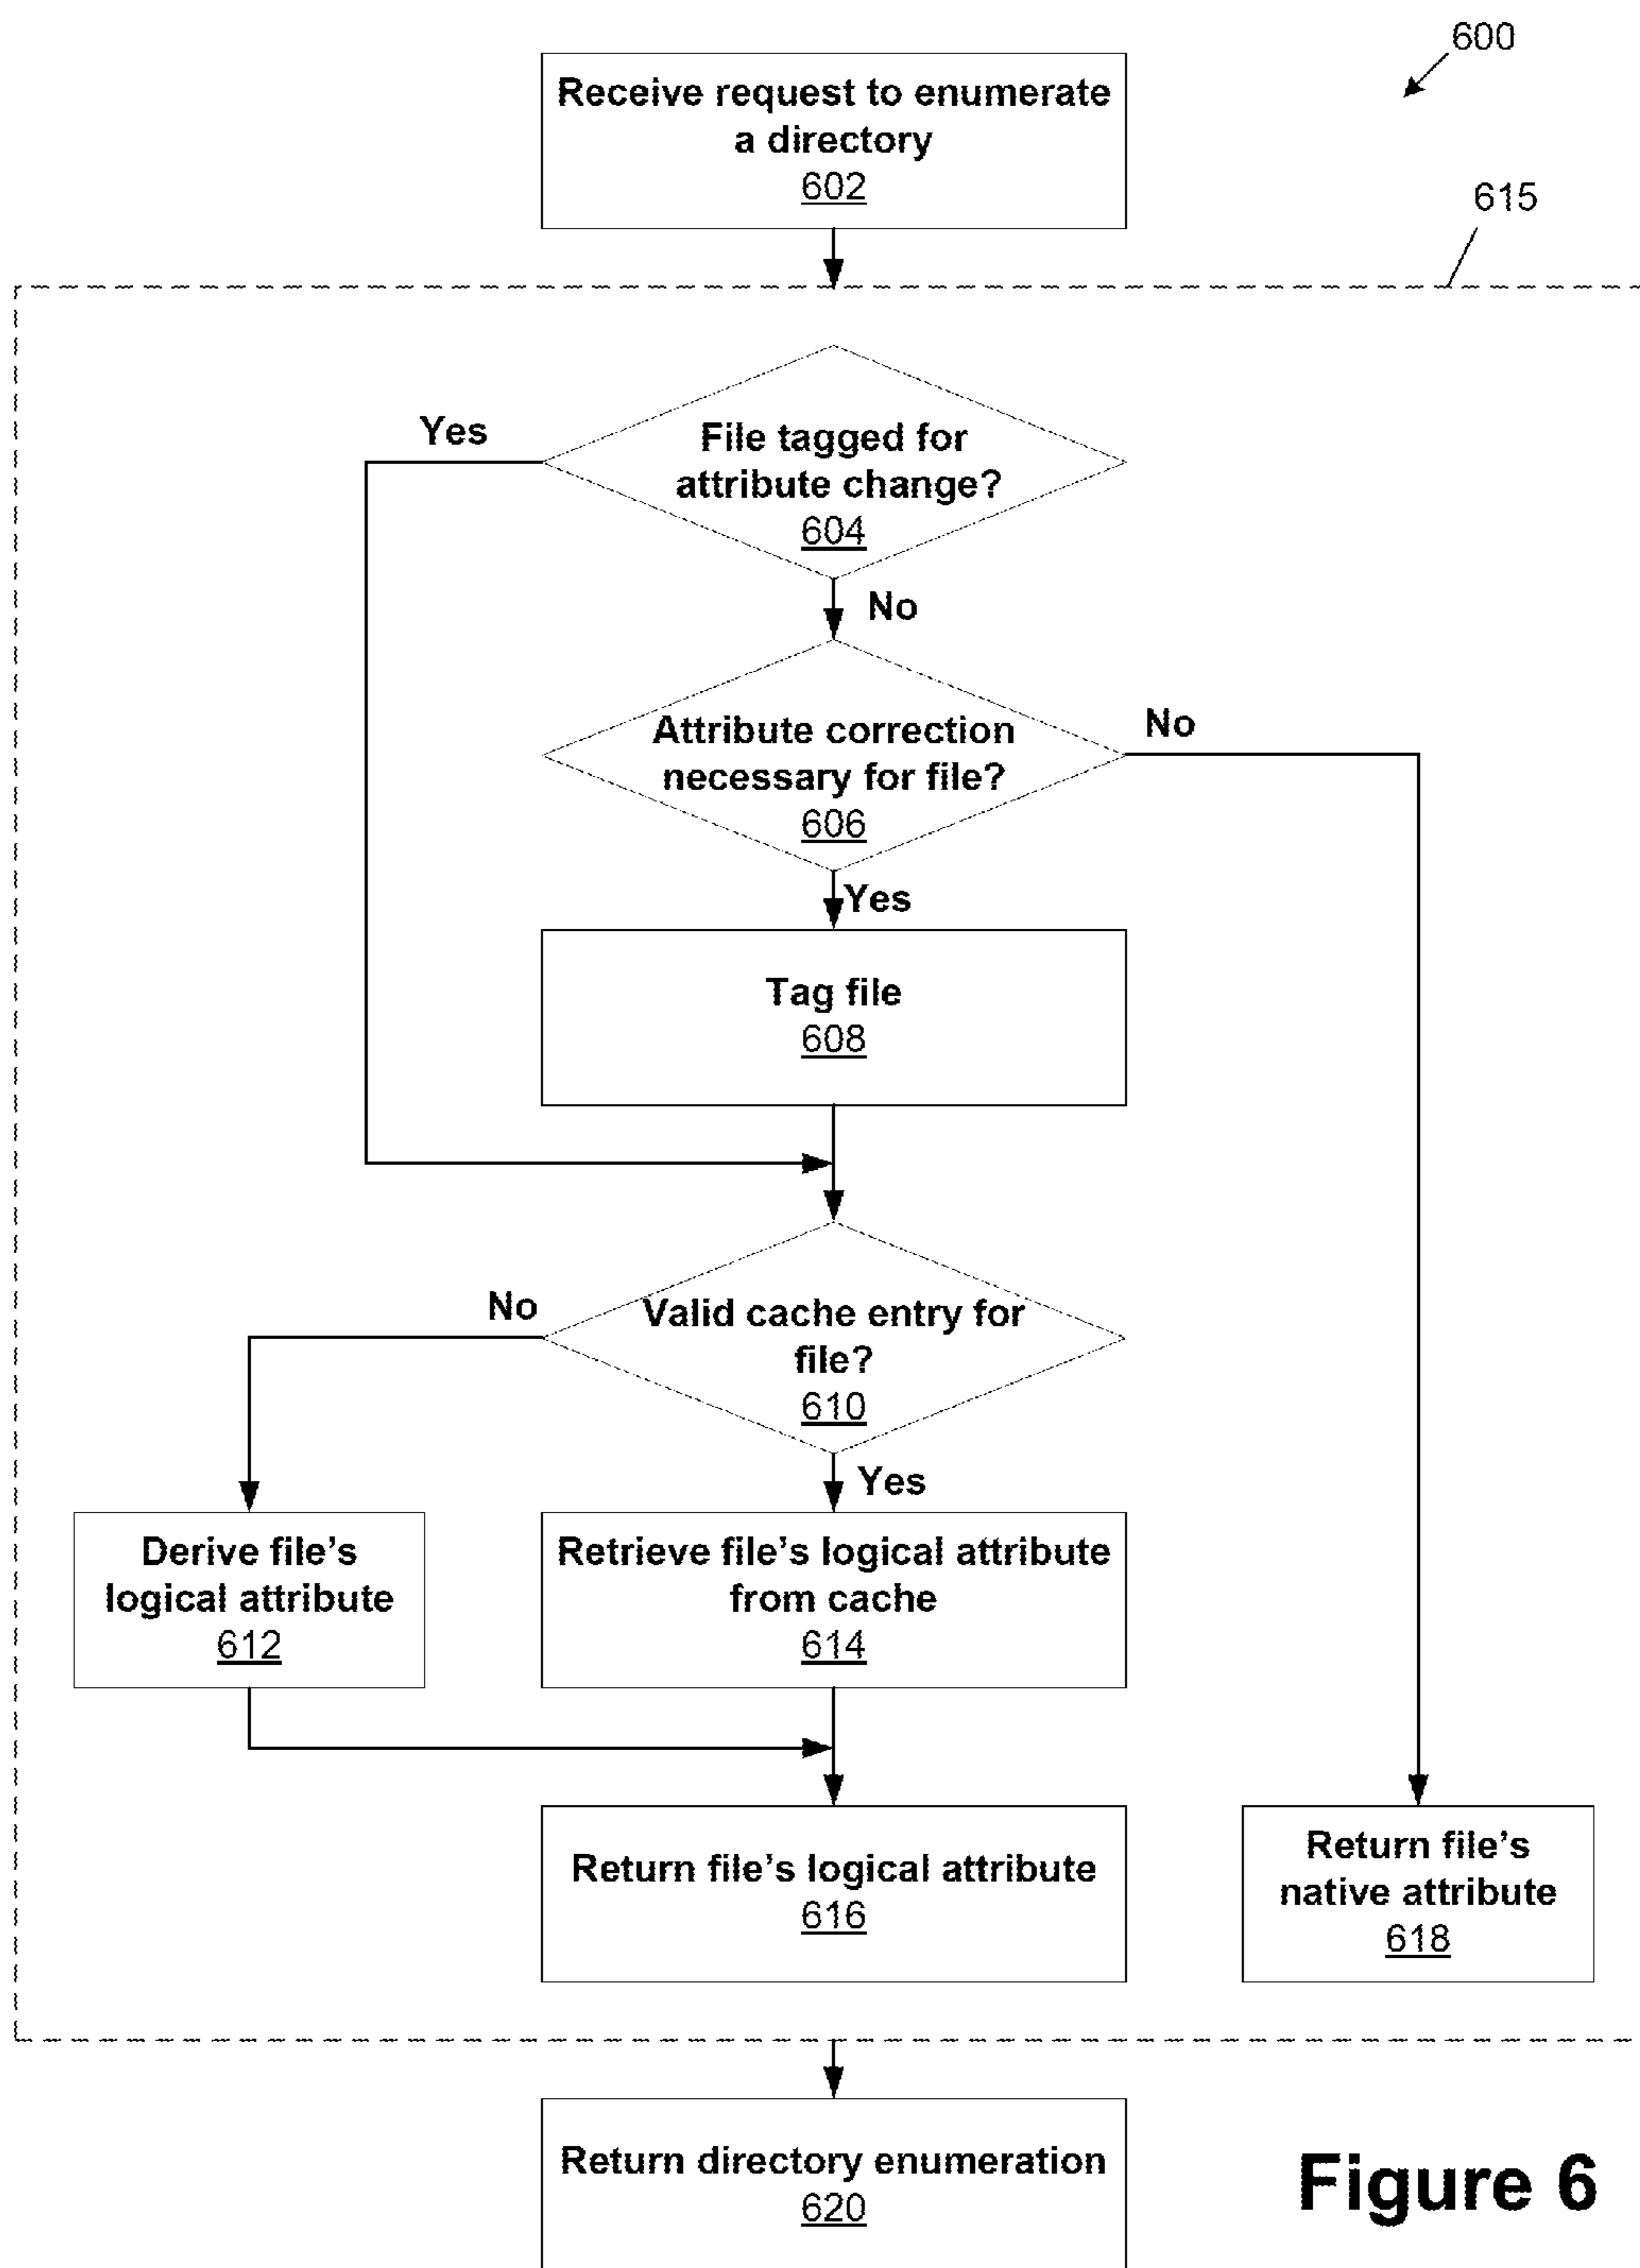 600
Receive request to enumerate
a directory
602
615
Yes
File tagged for
attribute change?
604
No
Attribute correction
necessary for file?
606
No
Yes
Tag file
608
No
Valid cache entry for
file?
610
Yes
Derive file's
logical attribute
612
Retrieve file's logical attribute
from cache
614
Return file's logical attribute
616
Return file's
native attribute
618
Return directory enumeration
620
Figure 6